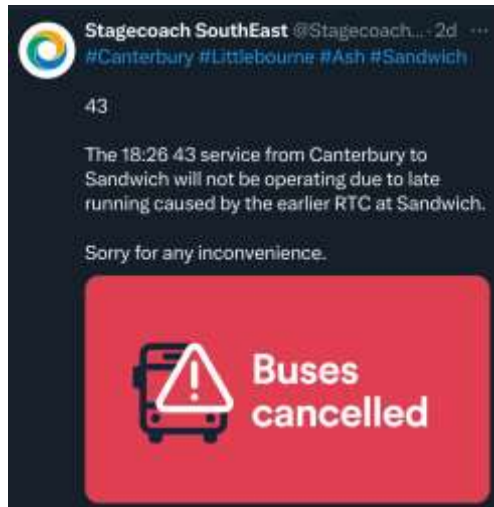 Stagecoach SouthEast @Stagecoach... · 2d ...
#Canterbury #Littlebourne #Ash #Sandwich
43
The 18:26 43 service from Canterbury to
Sandwich will not be operating due to late
running caused by the earlier RTC at Sandwich.
Sorry for any inconvenience.
Buses
cancelled